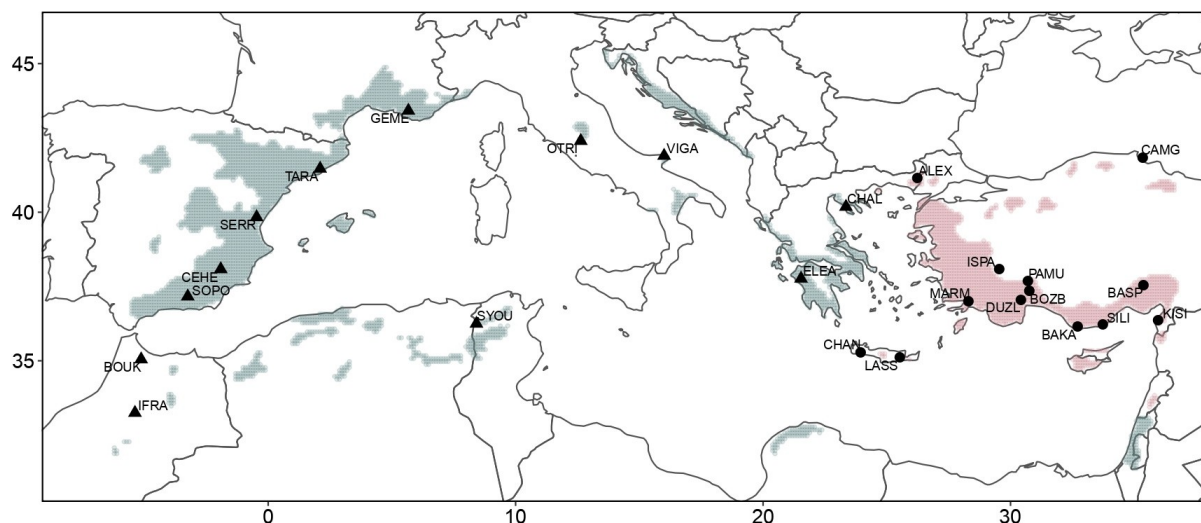 45
GEME
OTRI
VIGA
CAMG
TARA
ALEX
40
SERR
CHAL
CEHE
SOPO
ELEA
ISPA
PAMU
MARM
DUZL
BOZB
BASP
SYOU
BAKA
SILI
KISI
35
BOUK
CHAN
LASS
IFRA
0
10
20
30